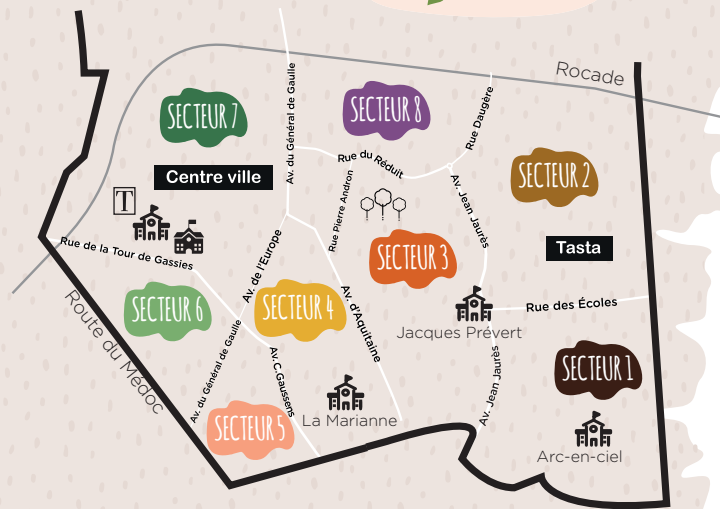 Rocade
SECTEUR 7
Av. du Général de Gaulle
SECTEUR 8
Rue Daugère
Rue du Réduit
Centre ville
SECTEUR 2
Rue Pierre Andron
Av. Jean Jaurès
T
Tasta
Rue de la Tour de Gassies
SECTEUR 3
Av. de l'Europe
SECTEUR 6
SECTEUR 4
Av. d'Aquitaine
Rue des Écoles
Jacques Prévert
Route du Médoc
Av. du Général de Gaulle
Av. C.Gaussens
Av. Jean Jaurès
SECTEUR 1
SECTEUR 5
La Marianne
Arc-en-ciel